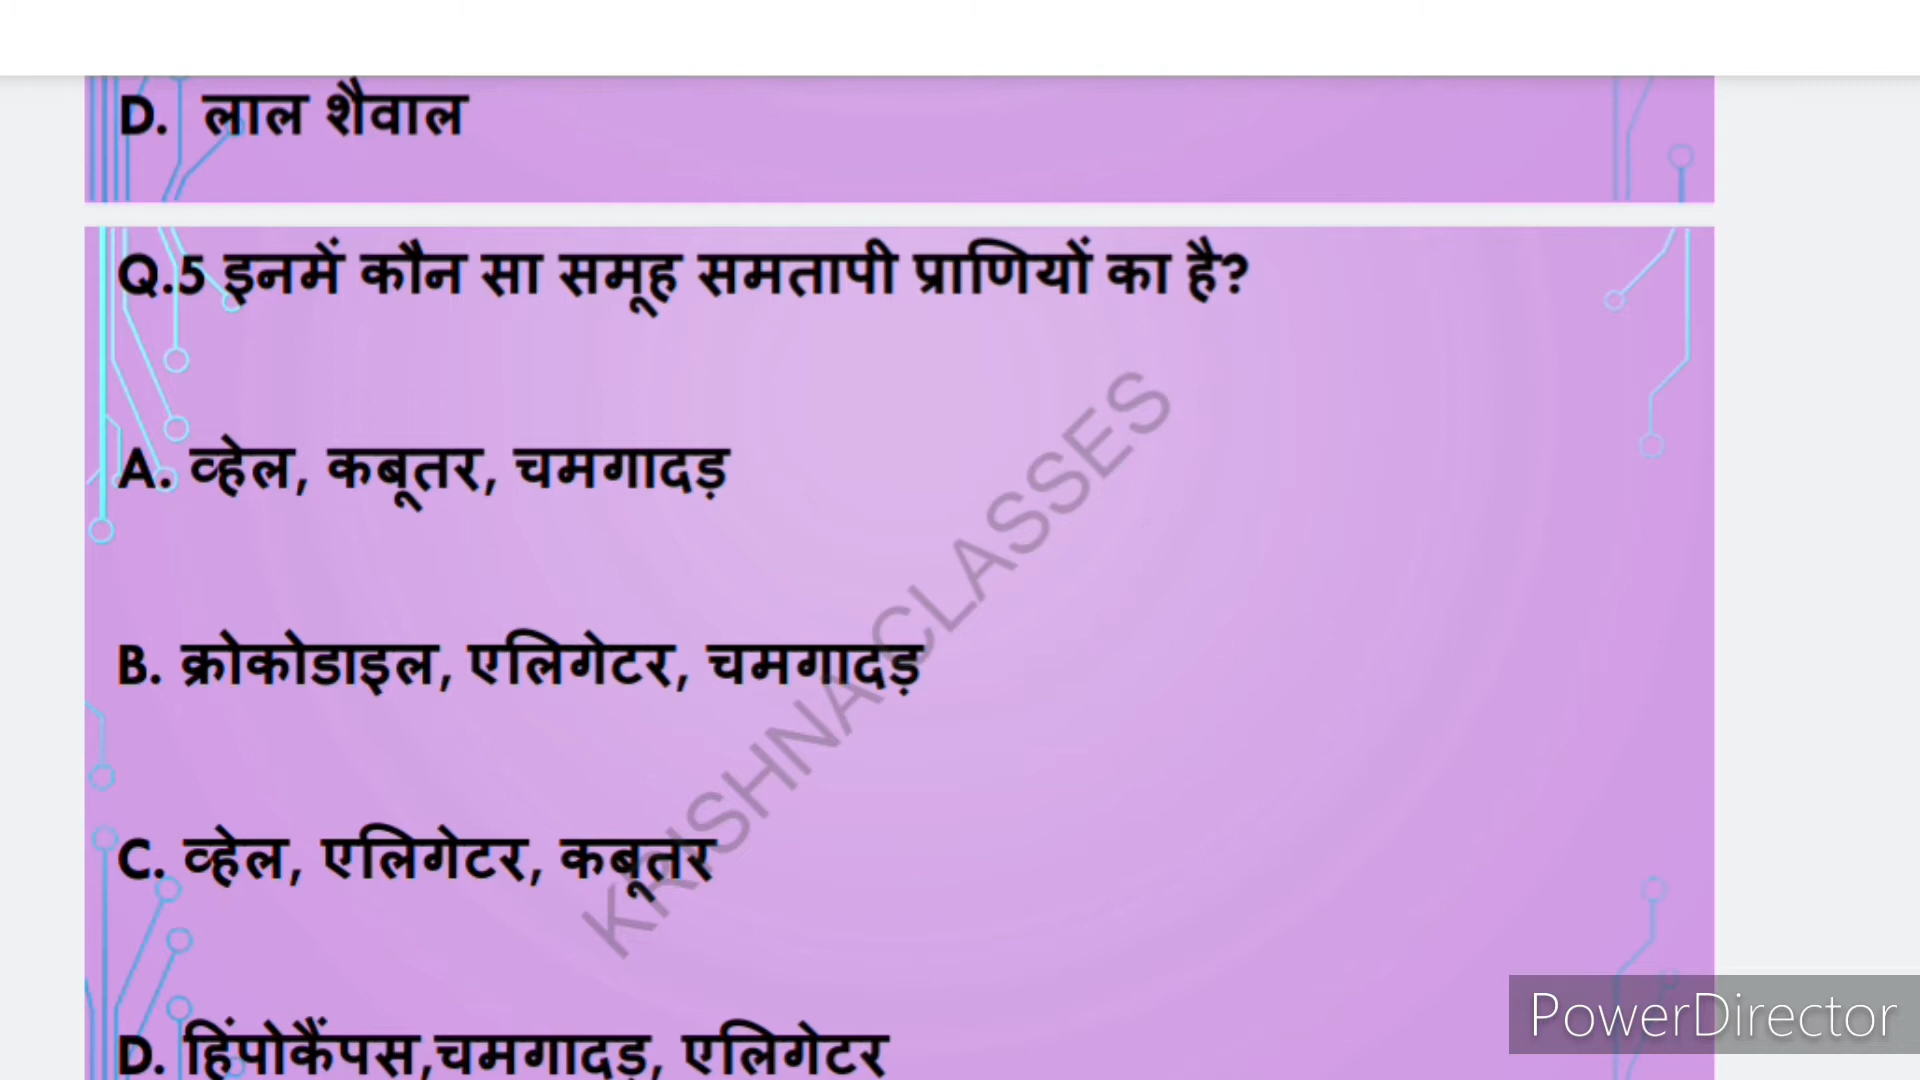 D. लाल शैवाल
Q.5 इनमें कौन सा समूह समतापी प्राणियों का है?
A. व्हेल, कबूतर, चमगादड़
B. क्रोकोडाइल, एलिगेटर, चमगादड़
C. व्हेल, एलिगेटर, कबूतर
D. हिंपोकैंपस,चमगादड़, एलिगेटर
KRISHNA CLASSES
PowerDirector